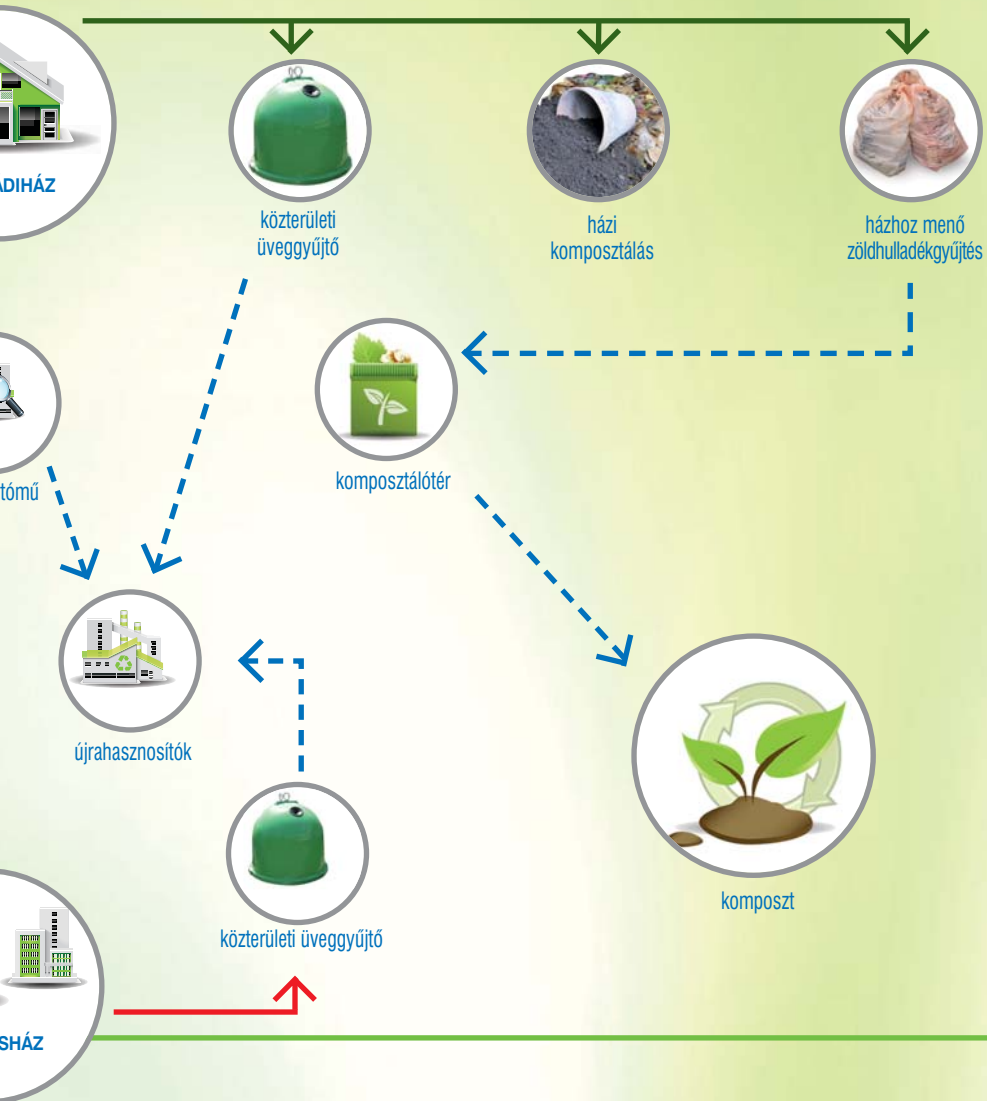 ADIHÁZ
közterületi
üveggyűjtő
házi
komposztálás
házhoz menő
zöldhulladékgyűjtés
tómű
komposztálótér
újrahasznosítók
közterületi üveggyűjtő
komposzt
SHÁZ